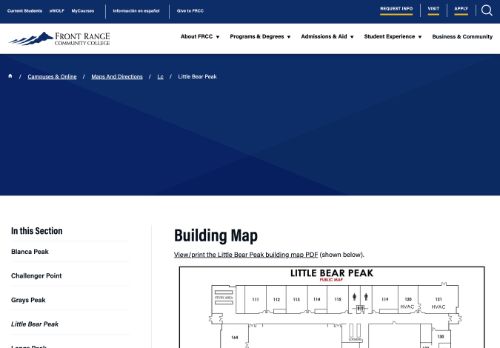 Current Students eWOLF MyCourses Información en español Give to FRCC REQUEST INFO VISIT APPLY
FRONT RANGE
COMMUNITY COLLEGE
About FRCC ▼ Programs & Degrees ▼ Admissions & Aid ▼ Student Experience ▼ Business & Community
/ Campuses & Online / Maps And Directions / Lc / Little Bear Peak
In this Section
Blanca Peak
Challenger Point
Grays Peak
Little Bear Peak
Longs Peak
Building Map
View/print the Little Bear Peak building map PDF (shown below).
LITTLE BEAR PEAK
PUBLIC MAP
111 112 113 114 115 119 120 121
HVAC HVAC
130
168